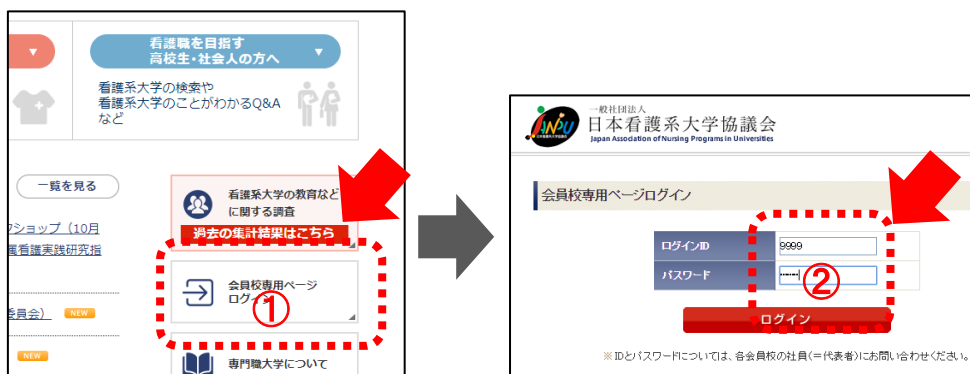 看護職を目指す
高校生・社会人の方へ
看護系大学の検索や
看護系大学のことがわかるQ&A
など
一覧を見る
ショップ（10月
看護実践研究指
委員会） NEW
NEW
看護系大学の教育など
に関する調査
過去の集計結果はこちら
会員校専用ページ
ログイン
①
専門職大学について
JANPU
一般社団法人
日本看護系大学協議会
Japan Association of Nursing Programs in Universities
会員校専用ページログイン
ログインID 9999
パスワード
②
ログイン
※IDとパスワードについては、各会員校の社員(=代表者)にお問い合わせください。